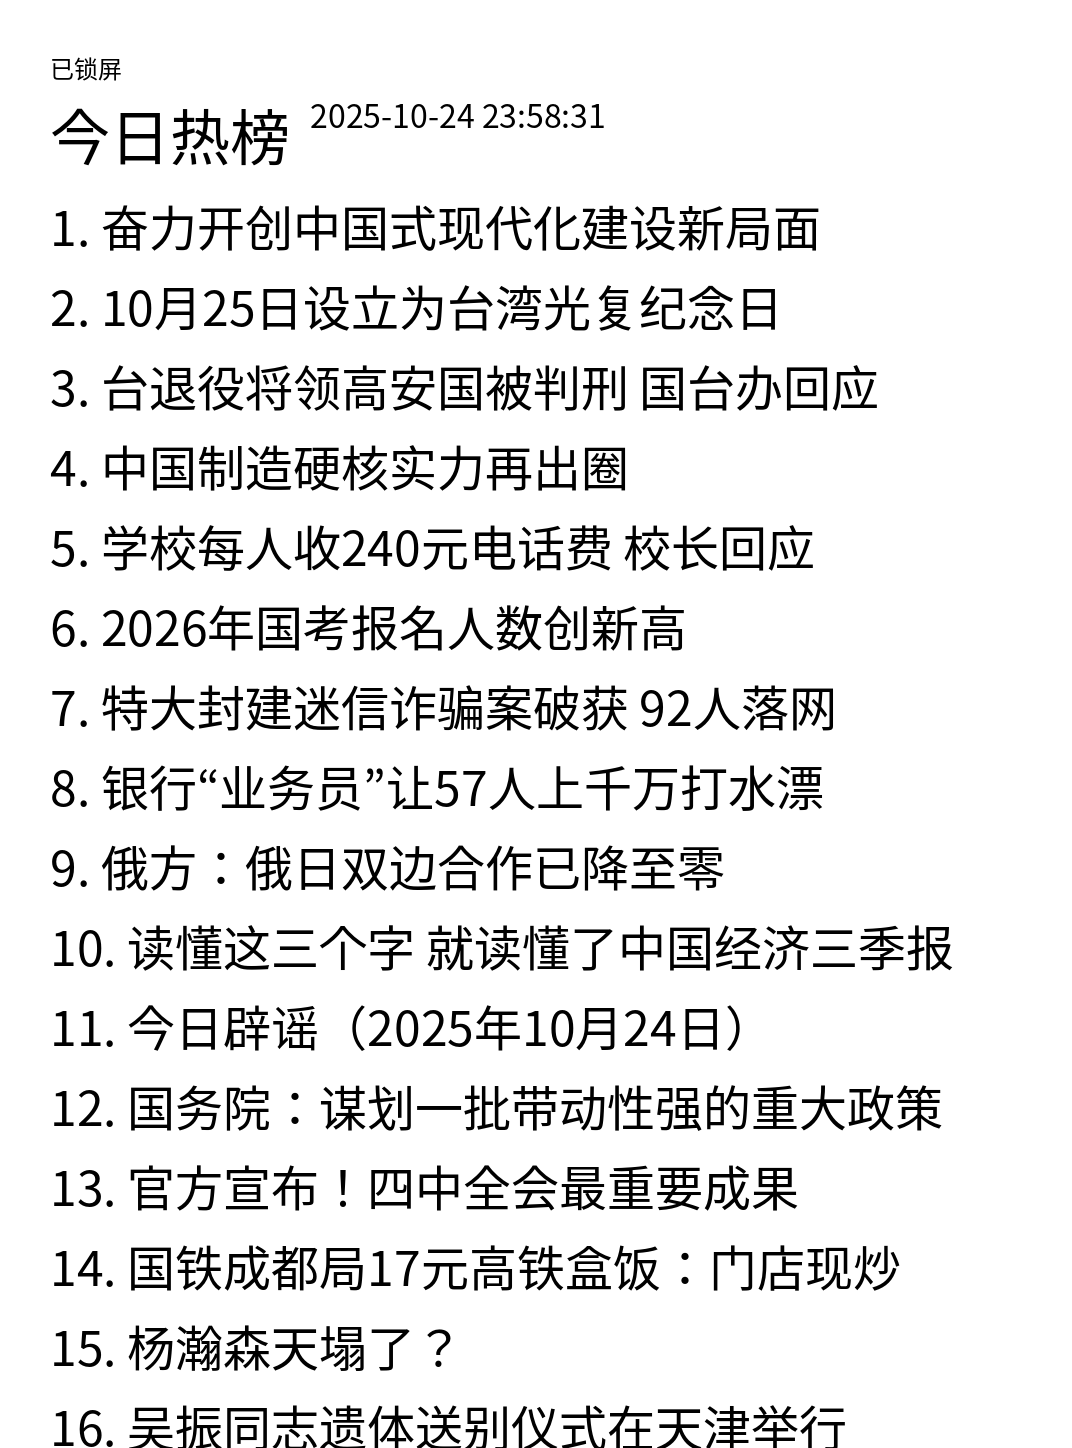 已锁屏
今日热榜 2025-10-24 23:58:31
1. 奋力开创中国式现代化建设新局面
2. 10月25日设立为台湾光复纪念日
3. 台退役将领高安国被判刑 国台办回应
4. 中国制造硬核实力再出圈
5. 学校每人收240元电话费 校长回应
6. 2026年国考报名人数创新高
7. 特大封建迷信诈骗案破获 92人落网
8. 银行“业务员”让57人上千万打水漂
9. 俄方：俄日双边合作已降至零
10. 读懂这三个字 就读懂了中国经济三季报
11. 今日辟谣（2025年10月24日）
12. 国务院：谋划一批带动性强的重大政策
13. 官方宣布！四中全会最重要成果
14. 国铁成都局17元高铁盒饭：门店现炒
15. 杨瀚森天塌了？
16. 吴振同志遗体送别仪式在天津举行